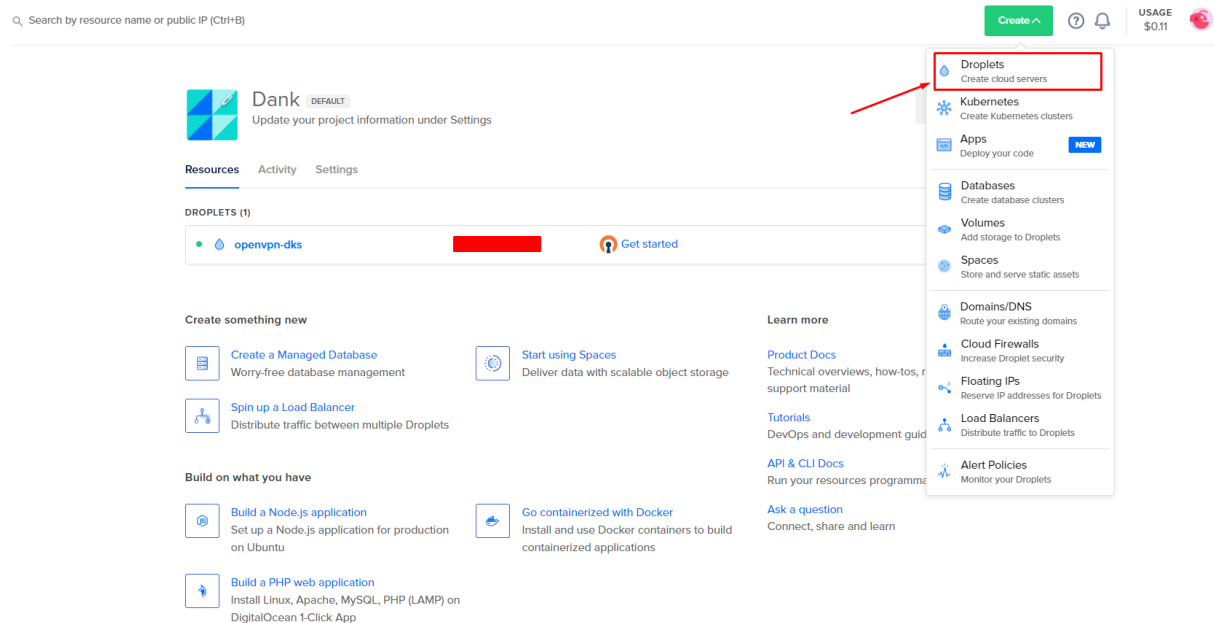 Search by resource name or public IP (Ctrl+B)
Create
?
USAGE
$0.11
Dank DEFAULT
Update your project information under Settings
Resources Activity Settings
DROPLETS (1)
openvpn-dks
Get started
Create something new
Create a Managed Database
Worry-free database management
Start using Spaces
Deliver data with scalable object storage
Spin up a Load Balancer
Distribute traffic between multiple Droplets
Build on what you have
Build a Node.js application
Set up a Node.js application for production
on Ubuntu
Go containerized with Docker
Install and use Docker containers to build
containerized applications
Build a PHP web application
Install Linux, Apache, MySQL, PHP (LAMP) on
DigitalOcean 1-Click App
Learn more
Product Docs
Technical overviews, how-tos,
support material
Tutorials
DevOps and development
API & CLI Docs
Run your resources
Ask a question
Connect, share and learn
Droplets
Create cloud servers
Kubernetes
Create Kubernetes clusters
Apps
Deploy your code
NEW
Databases
Create database clusters
Volumes
Add storage to Droplets
Spaces
Store and serve static assets
Domains/DNS
Route your existing domains
Cloud Firewalls
Increase Droplet security
Floating IPs
Reserve IP addresses for Droplets
Load Balancers
Distribute traffic to Droplets
Alert Policies
Monitor your Droplets